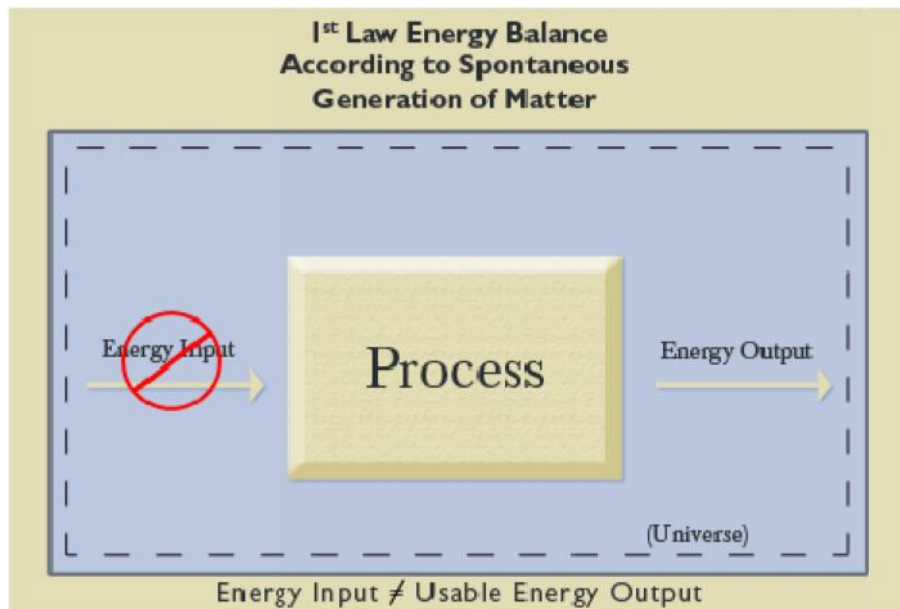 1st Law Energy Balance
According to Spontaneous
Generation of Matter
Energy Input
Process
Energy Output
(Universe)
Energy Input ≠ Usable Energy Output